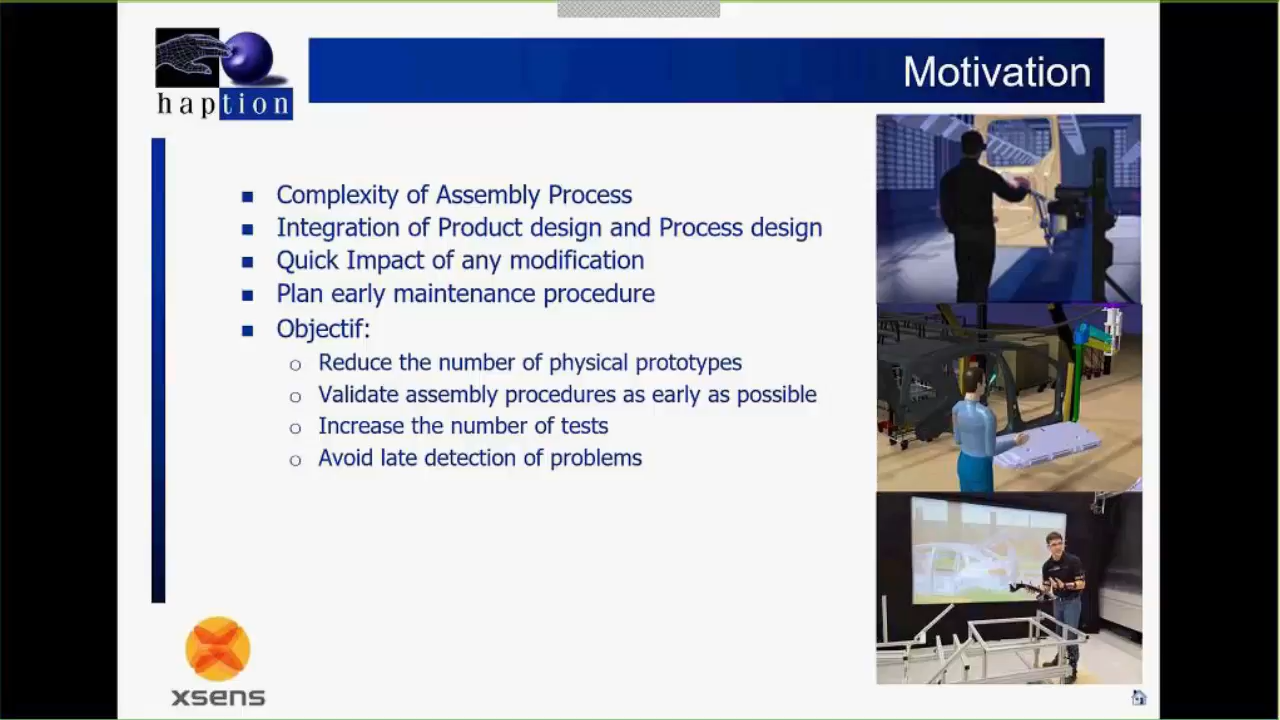 haption
Motivation
Complexity of Assembly Process
Integration of Product design and Process design
Quick Impact of any modification
Plan early maintenance procedure
Objectif:
Reduce the number of physical prototypes
Validate assembly procedures as early as possible
Increase the number of tests
Avoid late detection of problems
xsens